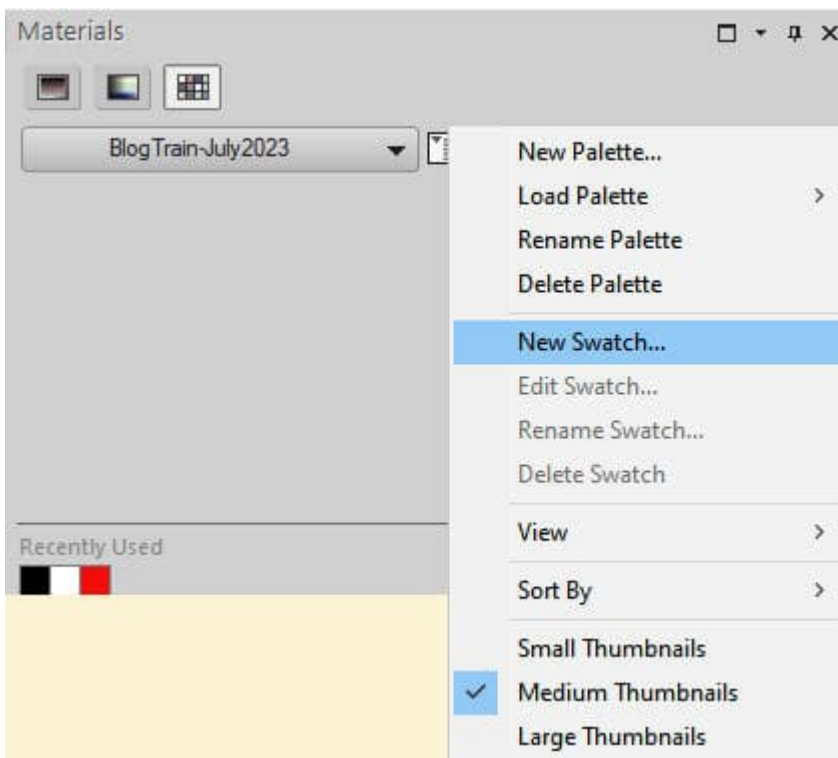 Materials
BlogTrain-July2023
New Palette...
Load Palette
Rename Palette
Delete Palette
New Swatch...
Edit Swatch...
Rename Swatch...
Delete Swatch
Recently Used
View
Sort By
Small Thumbnails
Medium Thumbnails
Large Thumbnails